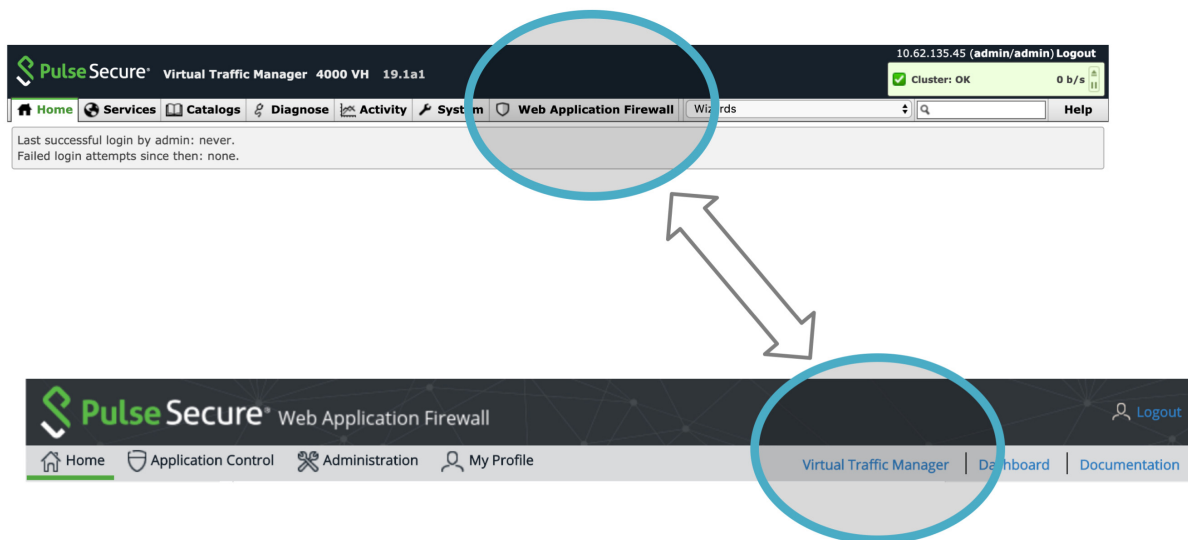 10.62.135.45 (admin/admin) Logout
Pulse Secure® Virtual Traffic Manager 4000 VH 19.1a1
Cluster: OK 0 b/s
Home Services Catalogs Diagnose Activity System Web Application Firewall Wizards Help
Last successful login by admin: never.
Failed login attempts since then: none.
Pulse Secure® Web Application Firewall
Logout
Home Application Control Administration My Profile Virtual Traffic Manager Dashboard Documentation